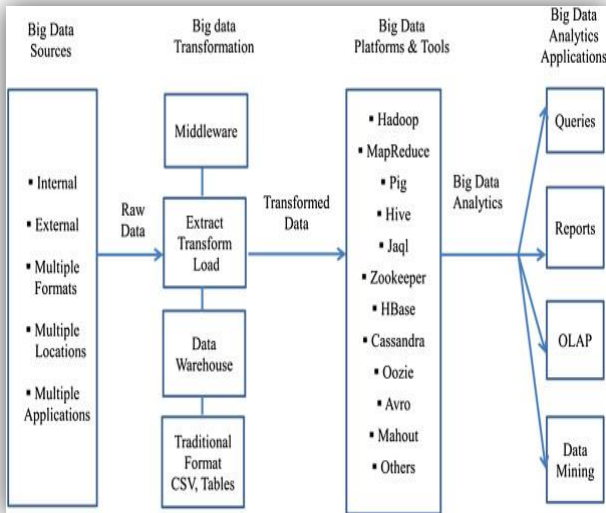 Big Data
Sources
Big data
Transformation
Big Data
Platforms & Tools
Big Data
Analytics
Applications
▪ Internal
▪ External
▪ Multiple
Formats
▪ Multiple
Locations
▪ Multiple
Applications
Raw
Data
Middleware
Extract
Transform
Load
Data
Warehouse
Traditional
Format
CSV, Tables
Transformed
Data
▪ Hadoop
▪ MapReduce
▪ Pig
▪ Hive
▪ Jaql
▪ Zookeeper
▪ HBase
▪ Cassandra
▪ Oozie
▪ Avro
▪ Mahout
▪ Others
Big Data
Analytics
Queries
Reports
OLAP
Data
Mining